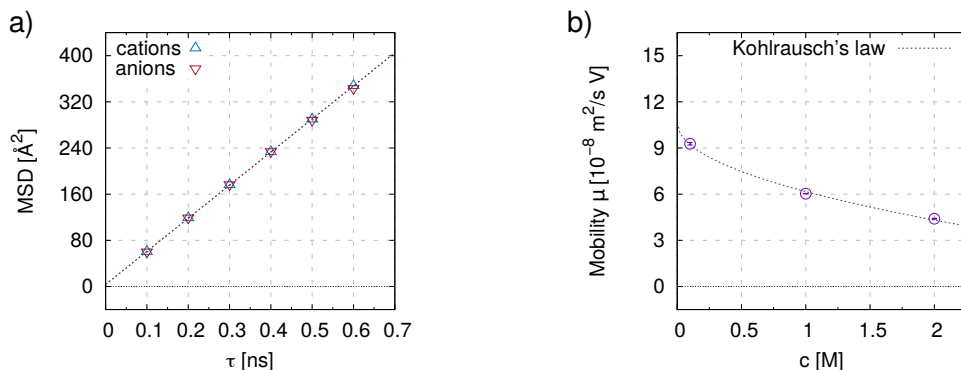 a)
cations
anions
MSD [Å²]
400
320
240
160
80
0
0 0.1 0.2 0.3 0.4 0.5 0.6 0.7
τ [ns]
b)
Kohlrausch's law
Mobility μ [10⁻⁸ m²/s V]
15
12
9
6
3
0
0 0.5 1 1.5 2
c [M]